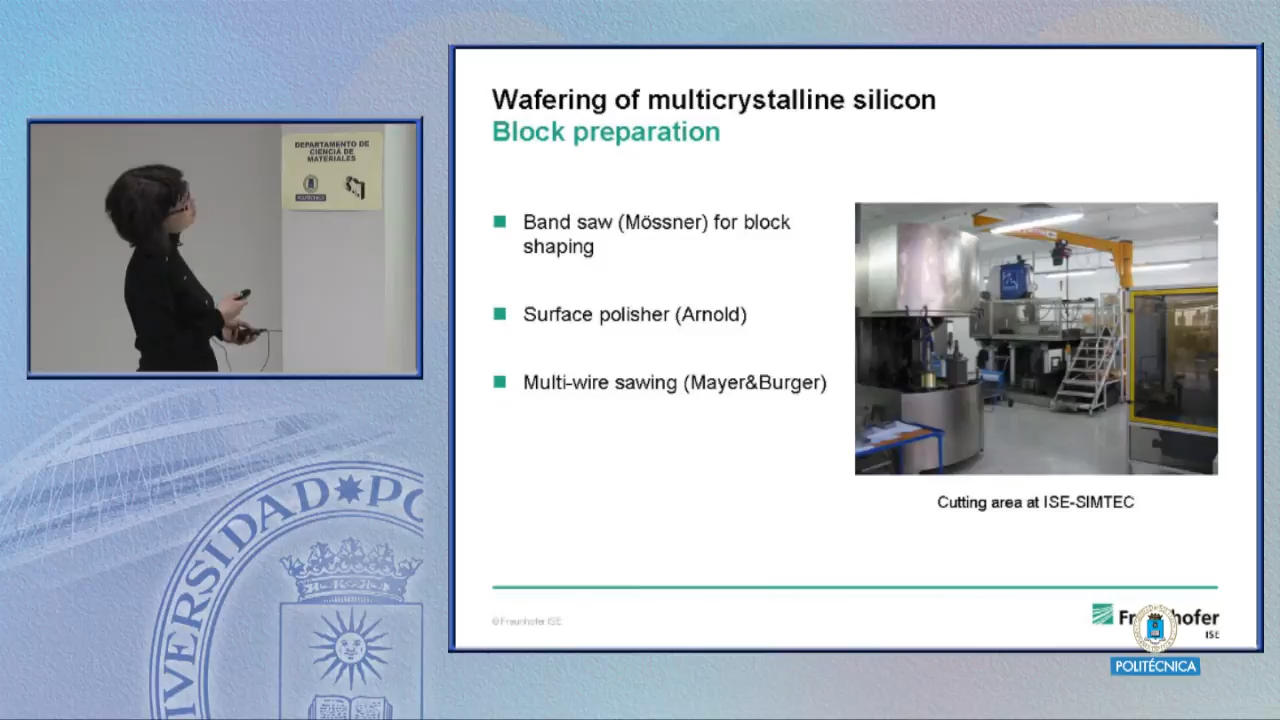 DEPARTAMENTO DE
CIENCIA DE
MATERIALES
POLITÉCNICA
Wafering of multicrystalline silicon
Block preparation
Band saw (Mössner) for block
shaping
Surface polisher (Arnold)
Multi-wire sawing (Mayer&Burger)
Cutting area at ISE-SIMTEC
© Fraunhofer ISE
ISE
POLITÉCNICA